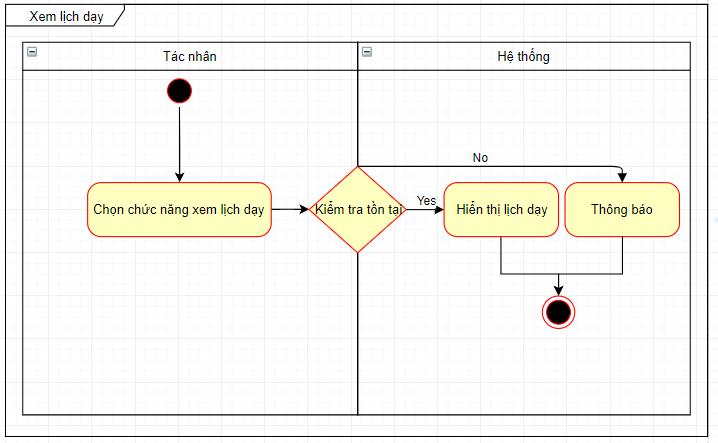 Xem lịch dạy
Tác nhân
Hệ thống
No
Chọn chức năng xem lịch dạy
Kiểm tra tồn tại
Yes
Hiển thị lịch dạy
Thông báo